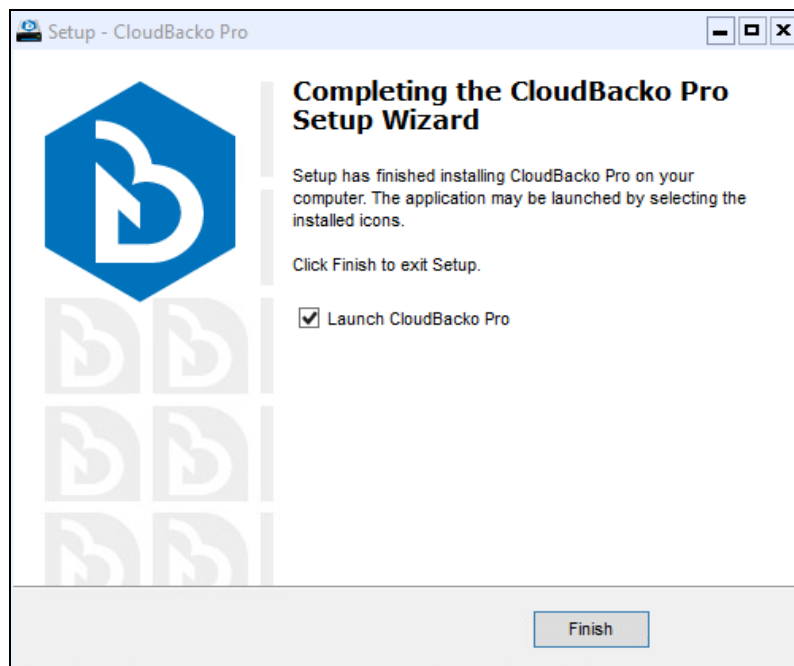 Setup - CloudBacko Pro
Completing the CloudBacko Pro
Setup Wizard
Setup has finished installing CloudBacko Pro on your
computer. The application may be launched by selecting the
installed icons.
Click Finish to exit Setup.
Launch CloudBacko Pro
Finish